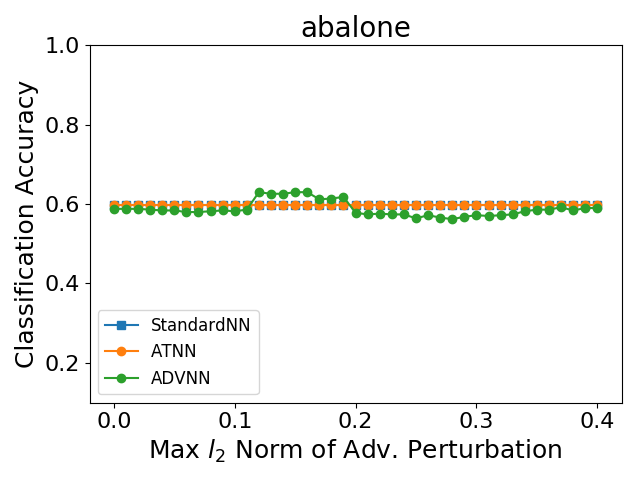 abalone
Classification Accuracy
1.0
0.8
0.6
0.4
0.2
StandardNN
ATNN
ADVNN
0.0 0.1 0.2 0.3 0.4
Max $l_2$ Norm of Adv. Perturbation